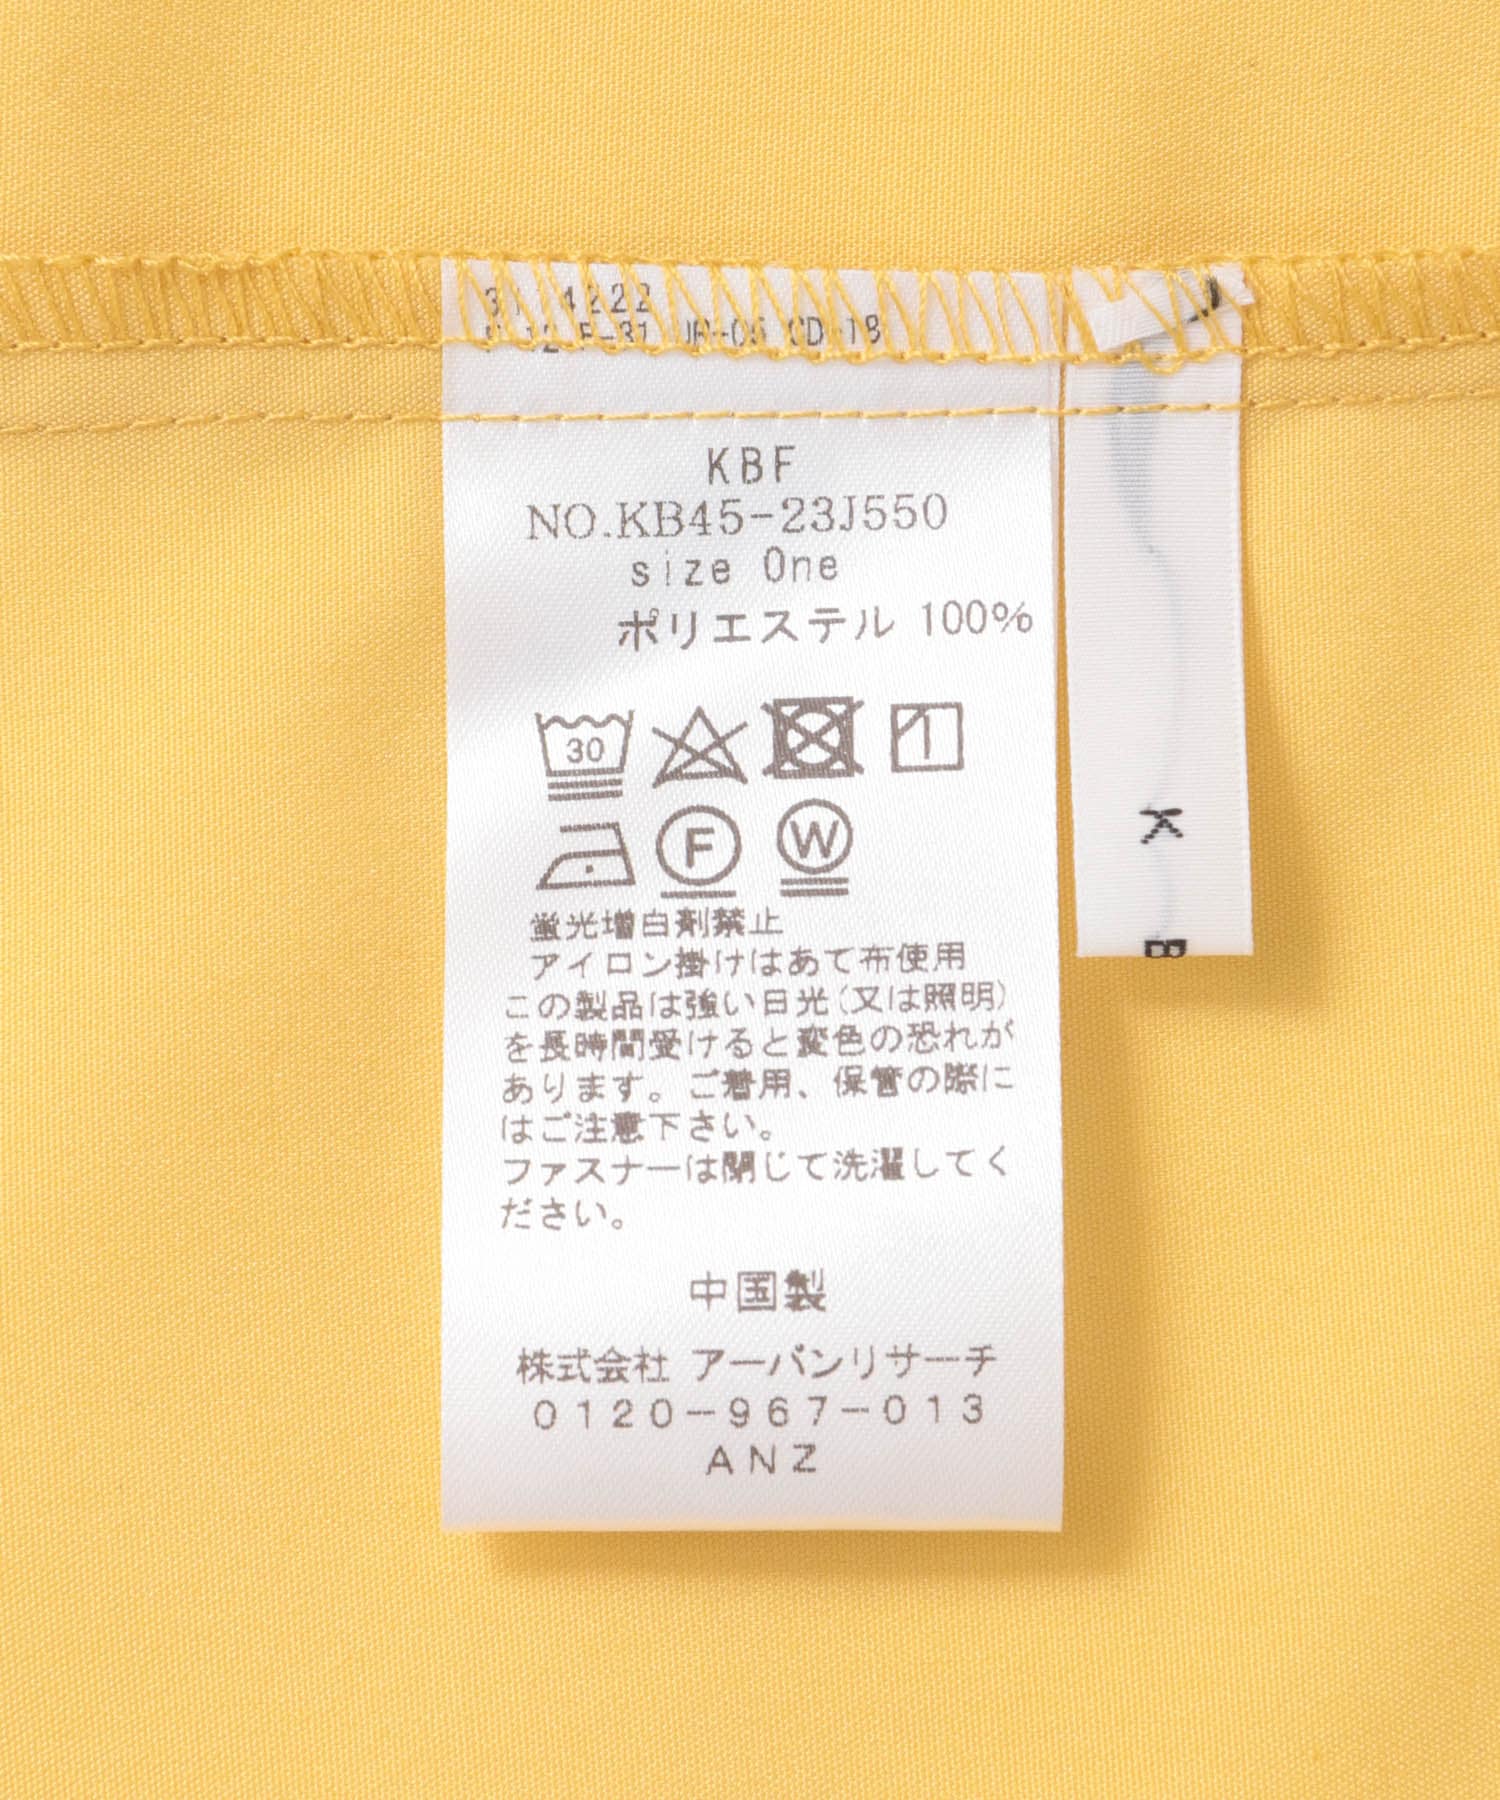 4222
KBF
NO.KB45-23J550
size One
ポリエステル 100%
30
F W
蛍光増白剤禁止
アイロン掛けはあて布使用
この製品は強い日光(又は照明)
を長時間受けると変色の恐れが
あります。ご着用、保管の際に
はご注意下さい。
ファスナーは閉じて洗濯してく
ださい。
中国製
株式会社 アーバンリサーチ
0120-967-013
ANZ
K B